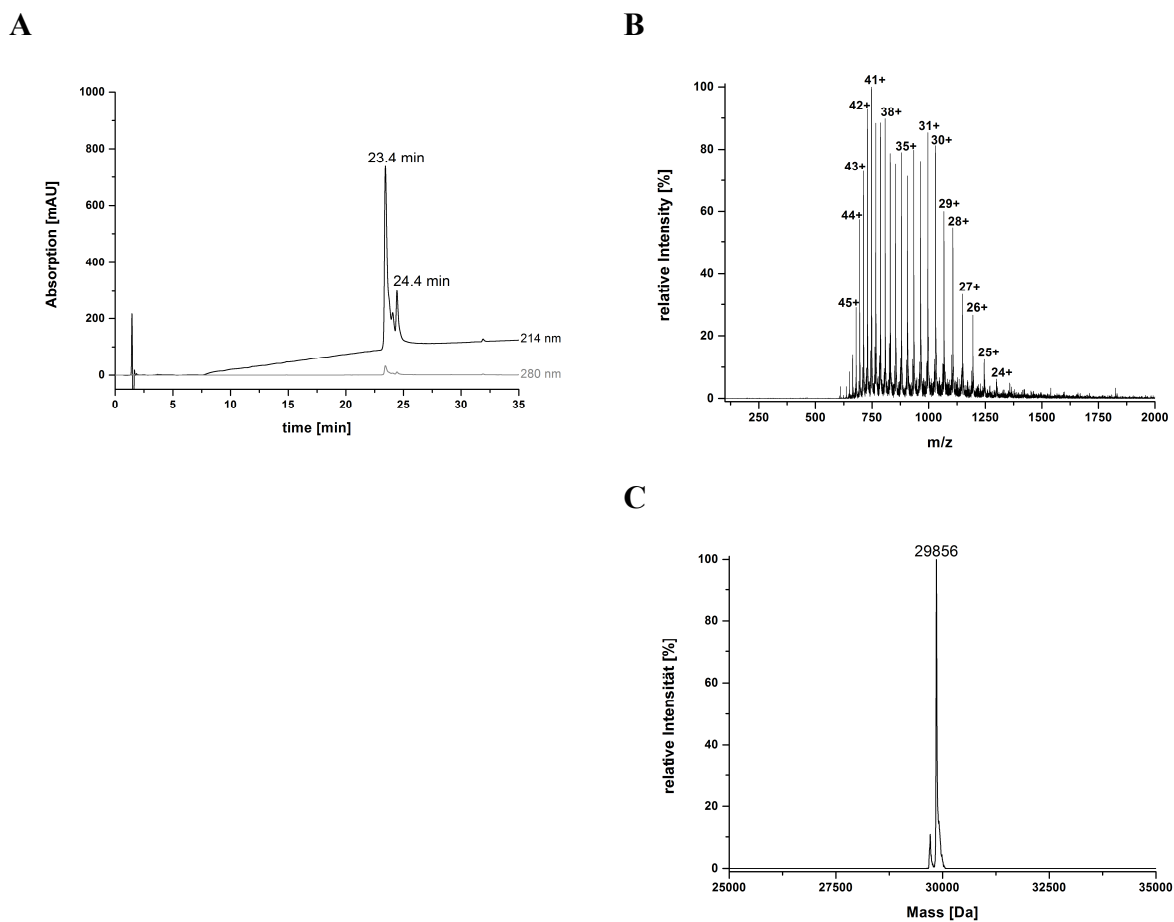 A
1000
800
600
400
200
0
Absorption [mAU]
23.4 min
24.4 min
214 nm
280 nm
0 5 10 15 20 25 30 35
time [min]
B
100
80
60
40
20
0
relative Intensity [%]
41+
42+
38+
31+
30+
35+
43+
44+
29+
28+
45+
27+
26+
25+
24+
250 500 750 1000 1250 1500 1750 2000
m/z
C
29856
100
80
60
40
20
0
relative Intensität [%]
25000 27500 30000 32500 35000
Mass [Da]